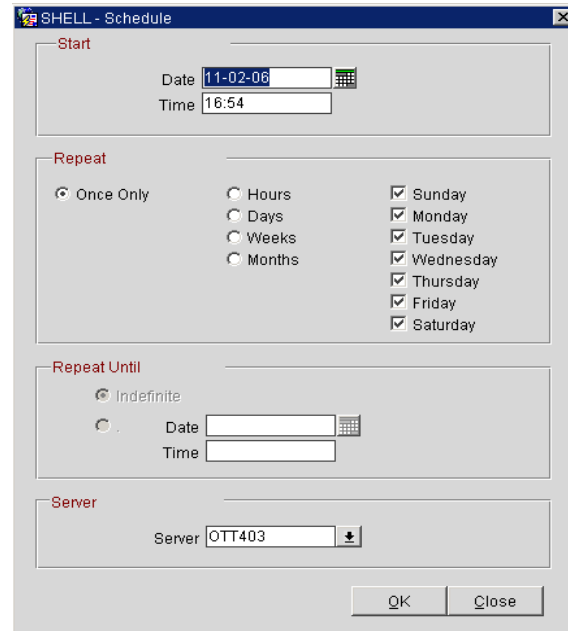 SHELL - Schedule
Start
Date 11-02-06
Time 16:54
Repeat
Once Only
Hours
Days
Weeks
Months
Sunday
Monday
Tuesday
Wednesday
Thursday
Friday
Saturday
Repeat Until
Indefinite
. Date
Time
Server
Server OTT403
OK Close